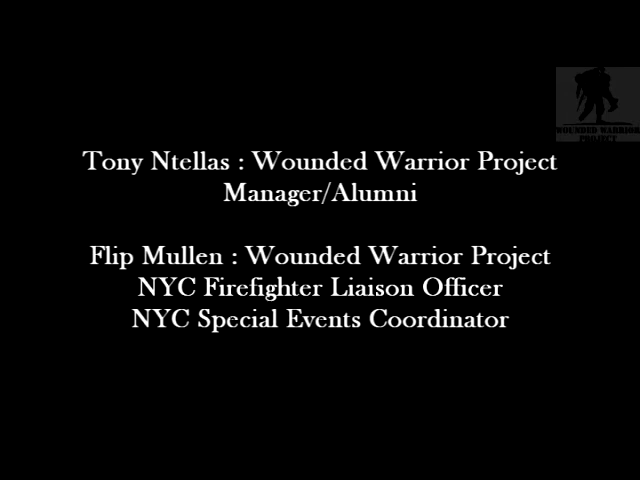 WOUNDED WARRIOR
PROJECT
Tony Ntellas : Wounded Warrior Project
Manager/Alumni
Flip Mullen : Wounded Warrior Project
NYC Firefighter Liaison Officer
NYC Special Events Coordinator